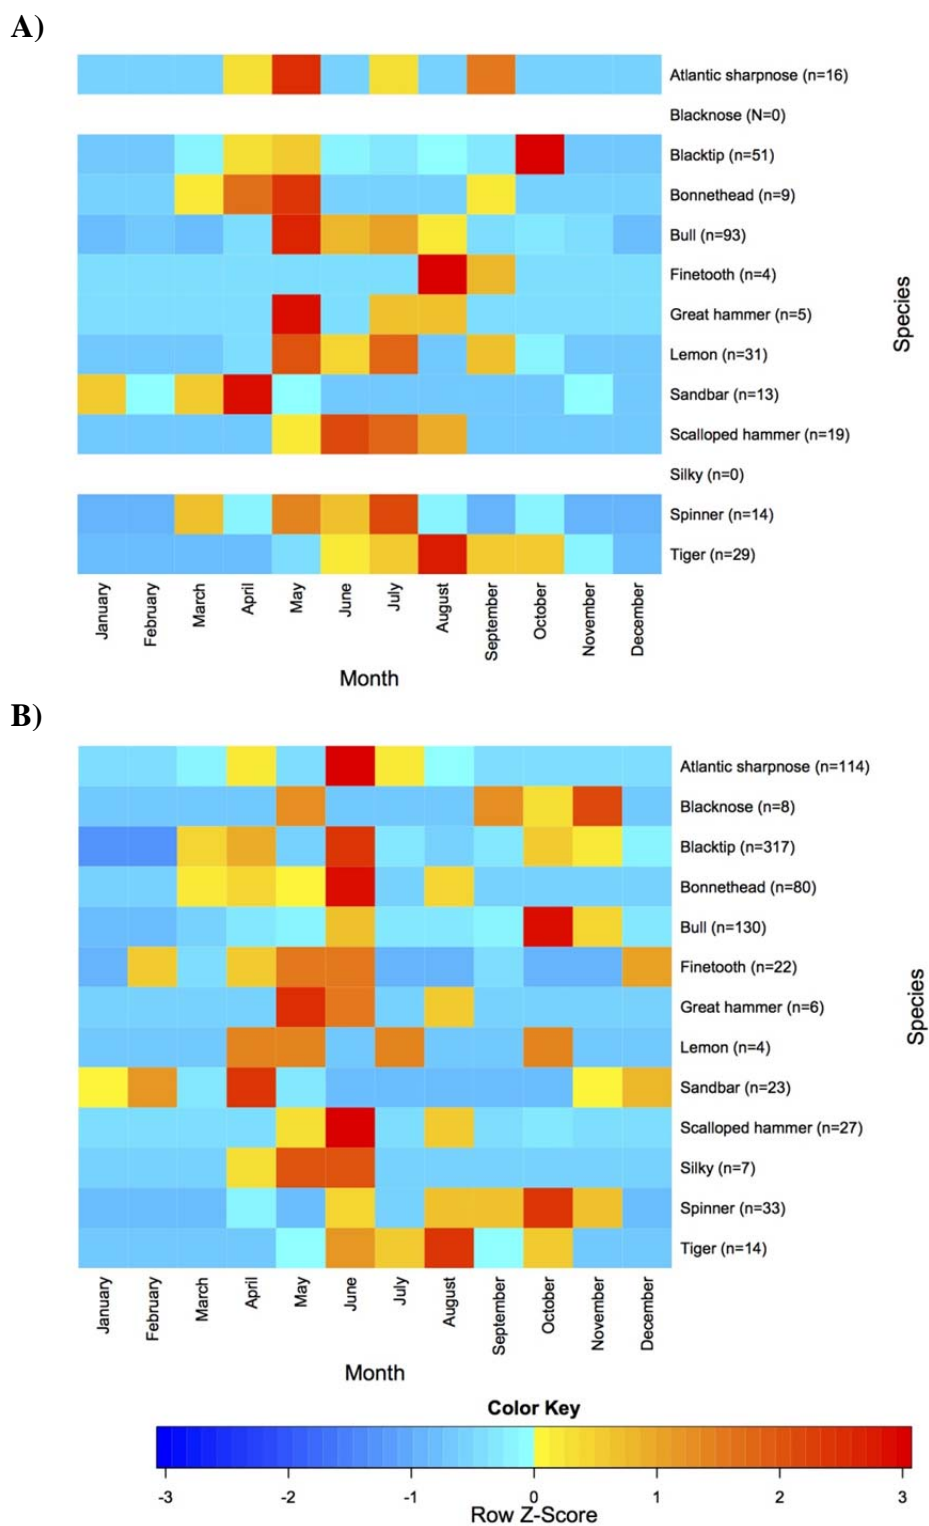 A)
Atlantic sharpnose (n=16)
Blacknose (N=0)
Blacktip (n=51)
Bonnethead (n=9)
Bull (n=93)
Finetooth (n=4)
Great hammer (n=5)
Lemon (n=31)
Sandbar (n=13)
Scalloped hammer (n=19)
Silky (n=0)
Spinner (n=14)
Tiger (n=29)
Species
January
February
March
April
May
June
July
August
September
October
November
December
Month
B)
Atlantic sharpnose (n=114)
Blacknose (n=8)
Blacktip (n=317)
Bonnethead (n=80)
Bull (n=130)
Finetooth (n=22)
Great hammer (n=6)
Lemon (n=4)
Sandbar (n=23)
Scalloped hammer (n=27)
Silky (n=7)
Spinner (n=33)
Tiger (n=14)
Species
January
February
March
April
May
June
July
August
September
October
November
December
Month
Color Key
-3 -2 -1 0 1 2 3
Row Z-Score